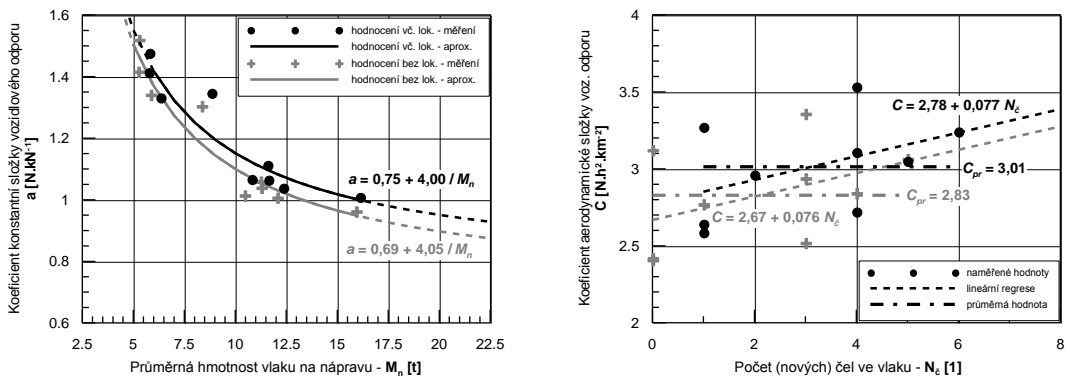 Koeficient konstantní složky vozidlového odporu
a [N.kN⁻¹]
1.6
1.4
1.2
1
0.8
0.6
2.5
5
7.5
10
12.5
15
17.5
20
22.5
Průměrná hmotnost vlaku na nápravu - Mn [t]
hodnocení vč. lok. - měření
hodnocení vč. lok. - aprox.
hodnocení bez lok. - měření
hodnocení bez lok. - aprox.
a = 0,75 + 4,00 / Mn
a = 0,69 + 4,05 / Mn
Koeficient aerodynamické složky voz. odporu
C [N.h².km⁻²]
4
3.5
3
2.5
2
0
2
4
6
8
Počet (nových) čel ve vlaku - Nč [1]
C = 2,78 + 0,077 Nč
Cpr = 3,01
Cpr = 2,83
C = 2,67 + 0,076 Nč
naměřené hodnoty
lineární regrese
průměrná hodnota